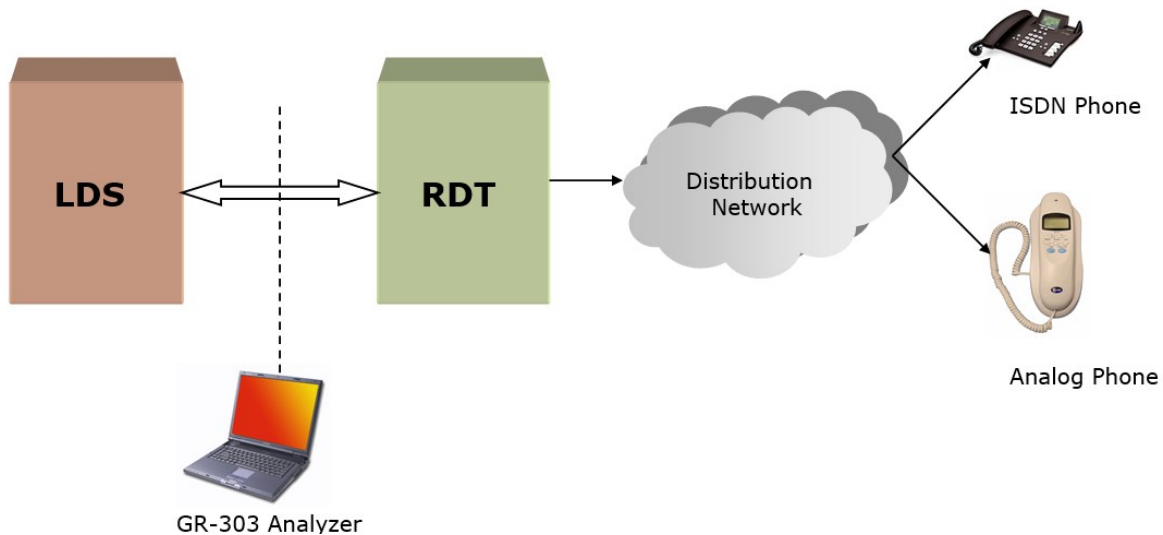 LDS
RDT
Distribution
Network
ISDN Phone
Analog Phone
GR-303 Analyzer